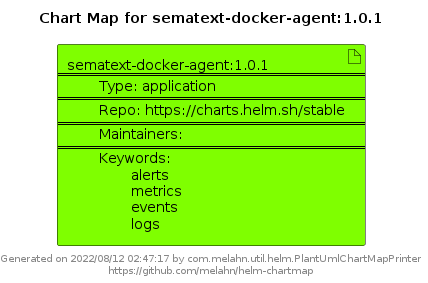 Chart Map for sematext-docker-agent:1.0.1
sematext-docker-agent:1.0.1
Type: application
Repo: https://charts.helm.sh/stable
Maintainers:
Keywords:
alerts
metrics
events
logs
Generated on 2022/08/12 02:47:17 by com.melahn.util.helm.PlantUmlChartMapPrinter
https://github.com/melahn/helm-chartmap